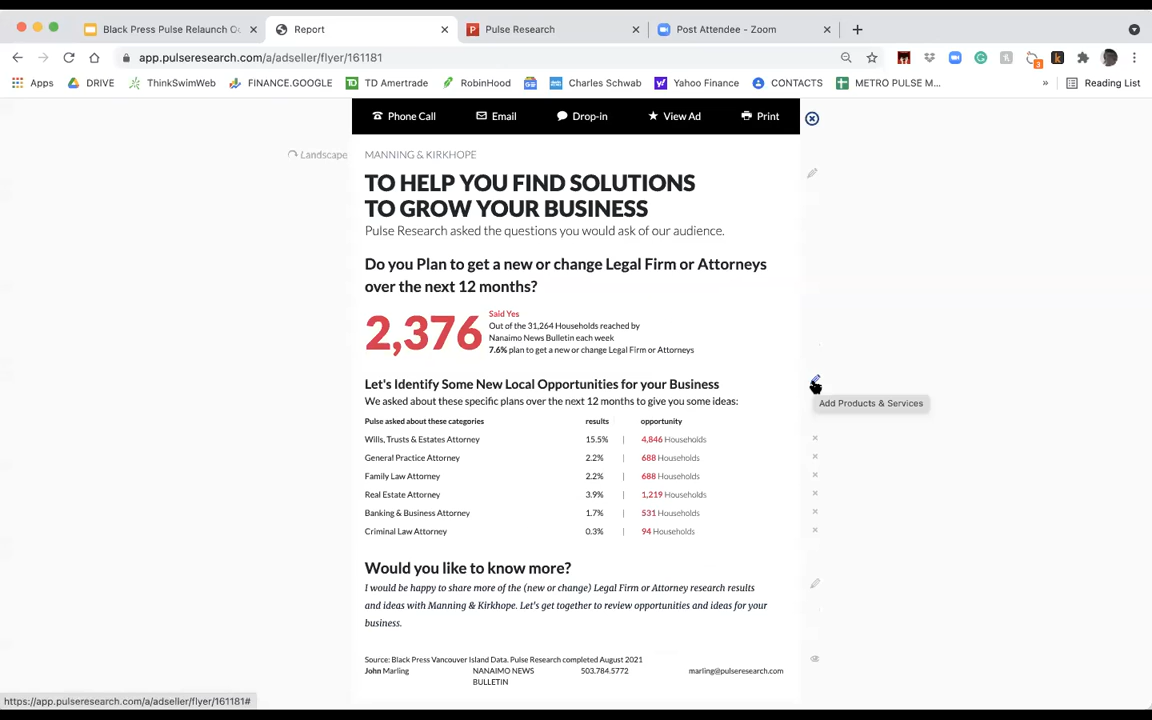 Black Press Pulse Relaunch Ou
Report
Pulse Research
Post Attendee - Zoom
app.pulseresearch.com/a/adseller/flyer/161181
Apps
DRIVE
ThinkSwimWeb
FINANCE.GOOGLE
TD Amertrade
RobinHood
Charles Schwab
Yahoo Finance
CONTACTS
METRO PULSE M...
»
Reading List
Phone Call
Email
Drop-in
View Ad
Print
Landscape
MANNING & KIRKHOPE
TO HELP YOU FIND SOLUTIONS
TO GROW YOUR BUSINESS
Pulse Research asked the questions you would ask of our audience.
Do you Plan to get a new or change Legal Firm or Attorneys
over the next 12 months?
2,376
Said Yes
Out of the 31,264 Households reached by
Nanaimo News Bulletin each week
7.6% plan to get a new or change Legal Firm or Attorneys
Let's Identify Some New Local Opportunities for your Business
We asked about these specific plans over the next 12 months to give you some ideas:
Add Products & Services
Pulse asked about these categories results opportunity
Wills, Trusts & Estates Attorney 15.5% | 4,846 Households
General Practice Attorney 2.2% | 688 Households
Family Law Attorney 2.2% | 688 Households
Real Estate Attorney 3.9% | 1,219 Households
Banking & Business Attorney 1.7% | 531 Households
Criminal Law Attorney 0.3% | 94 Households
Would you like to know more?
I would be happy to share more of the (new or change) Legal Firm or Attorney research results
and ideas with Manning & Kirkhope. Let's get together to review opportunities and ideas for your
business.
Source: Black Press Vancouver Island Data. Pulse Research completed August 2021
John Marling NANAIMO NEWS 503.784.5772 marling@pulseresearch.com
BULLETIN
https://app.pulseresearch.com/a/adseller/flyer/161181#